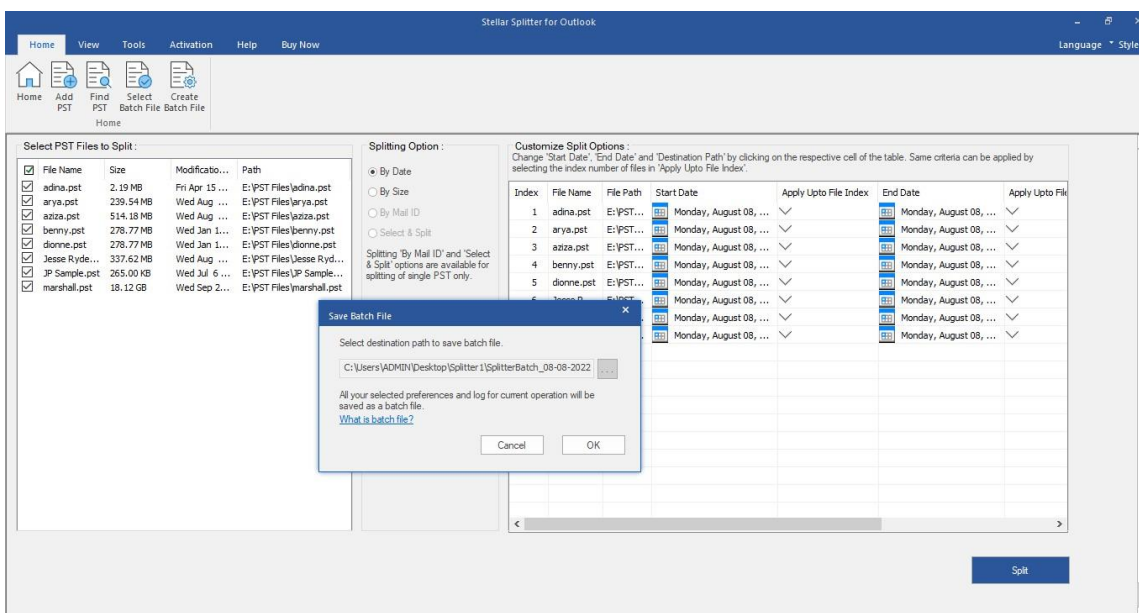 Stellar Splitter for Outlook
Home View Tools Activation Help Buy Now Language Style
Home Add PST Find PST Select Batch File Create Batch File
Home
Select PST Files to Split :
File Name Size Modificatio... Path
adina.pst 2.19 MB Fri Apr 15 ... E:\PST Files\adina.pst
arya.pst 239.54 MB Wed Aug ... E:\PST Files\arya.pst
aziza.pst 514.18 MB Wed Aug ... E:\PST Files\aziza.pst
benny.pst 278.77 MB Wed Jan 1... E:\PST Files\benny.pst
dionne.pst 278.77 MB Wed Jan 1... E:\PST Files\dionne.pst
Jesse Ryde... 337.62 MB Wed Aug ... E:\PST Files\Jesse Ryd...
JP Sample.pst 265.00 KB Wed Jul 6 ... E:\PST Files\JP Sample...
marshall.pst 18.12 GB Wed Sep 2... E:\PST Files\marshall.pst
Splitting Option :
By Date
By Size
By Mail ID
Select & Split
Splitting 'By Mail ID' and 'Select
& Split' options are available for
splitting of single PST only.
Customize Split Options :
Change 'Start Date', 'End Date' and 'Destination Path' by clicking on the respective cell of the table. Same criteria can be applied by
selecting the index number of files in 'Apply Upto File Index'.
Index File Name File Path Start Date Apply Upto File Index End Date Apply Upto File
1 adina.pst E:\PST... Monday, August 08, ... Monday, August 08, ...
2 arya.pst E:\PST... Monday, August 08, ... Monday, August 08, ...
3 aziza.pst E:\PST... Monday, August 08, ... Monday, August 08, ...
4 benny.pst E:\PST... Monday, August 08, ... Monday, August 08, ...
5 dionne.pst E:\PST... Monday, August 08, ... Monday, August 08, ...
Monday, August 08, ... Monday, August 08, ...
Monday, August 08, ... Monday, August 08, ...
Monday, August 08, ... Monday, August 08, ...
Save Batch File
Select destination path to save batch file.
C:\Users\ADMIN\Desktop\Splitter1\SplitterBatch_08-08-2022 ...
All your selected preferences and log for current operation will be
saved as a batch file.
What is batch file?
Cancel OK
Split